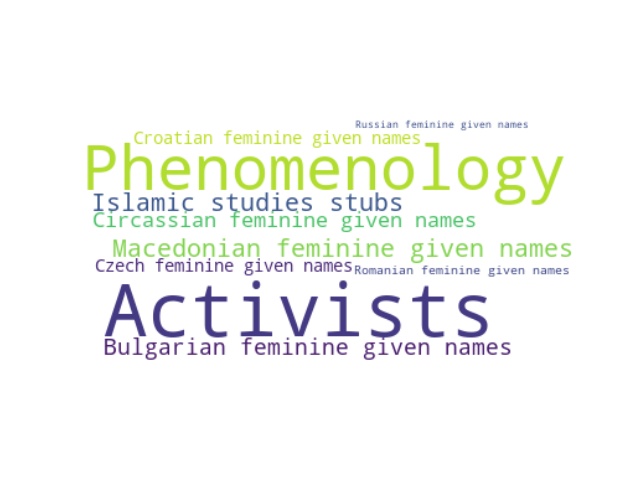 Russian feminine given names
Croatian feminine given names
Phenomenology
Islamic studies stubs
Circassian feminine given names
Macedonian feminine given names
Czech feminine given names
Romanian feminine given names
Activists
Bulgarian feminine given names